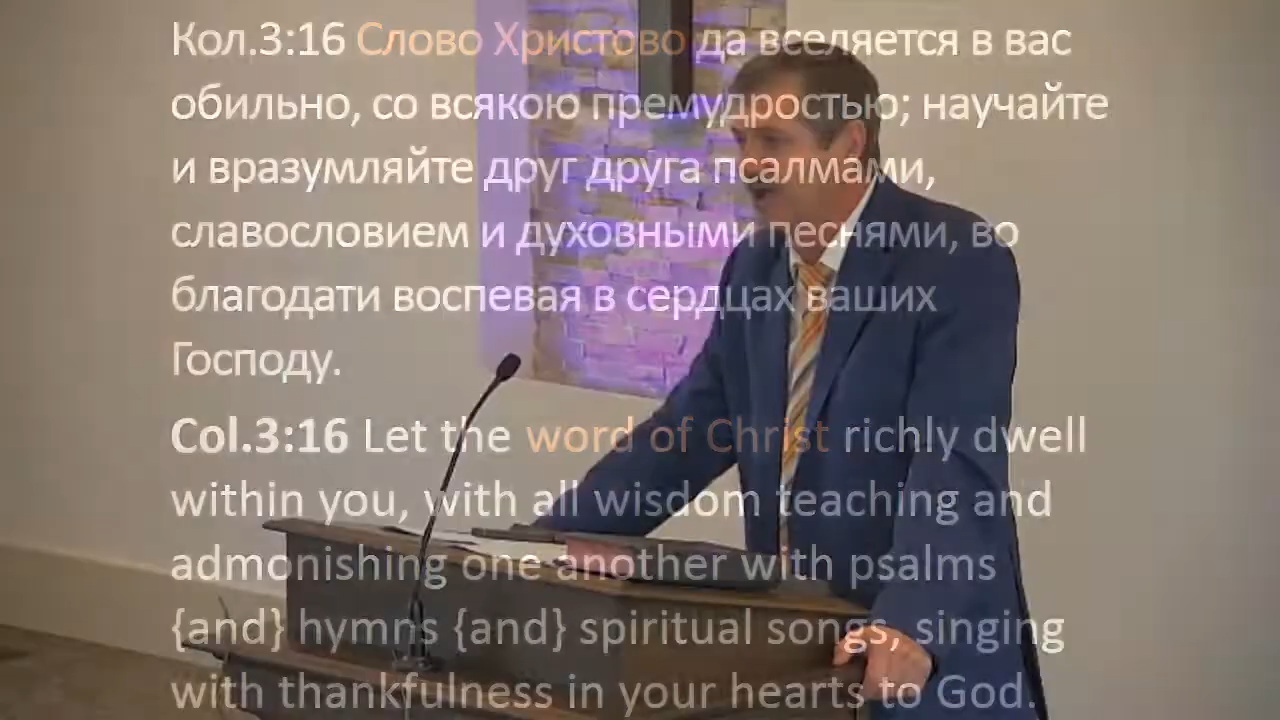 Кол.3:16 Слово Христово да вселяется в вас
обильно, со всякою премудростью; научайте
и вразумляйте друг друга псалмами,
славословием и духовными песнями, во
благодати воспевая в сердцах ваших
Господу.
Col.3:16 Let the word of Christ richly dwell
within you, with all wisdom teaching and
admonishing one another with psalms
{and} hymns {and} spiritual songs, singing
with thankfulness in your hearts to God.